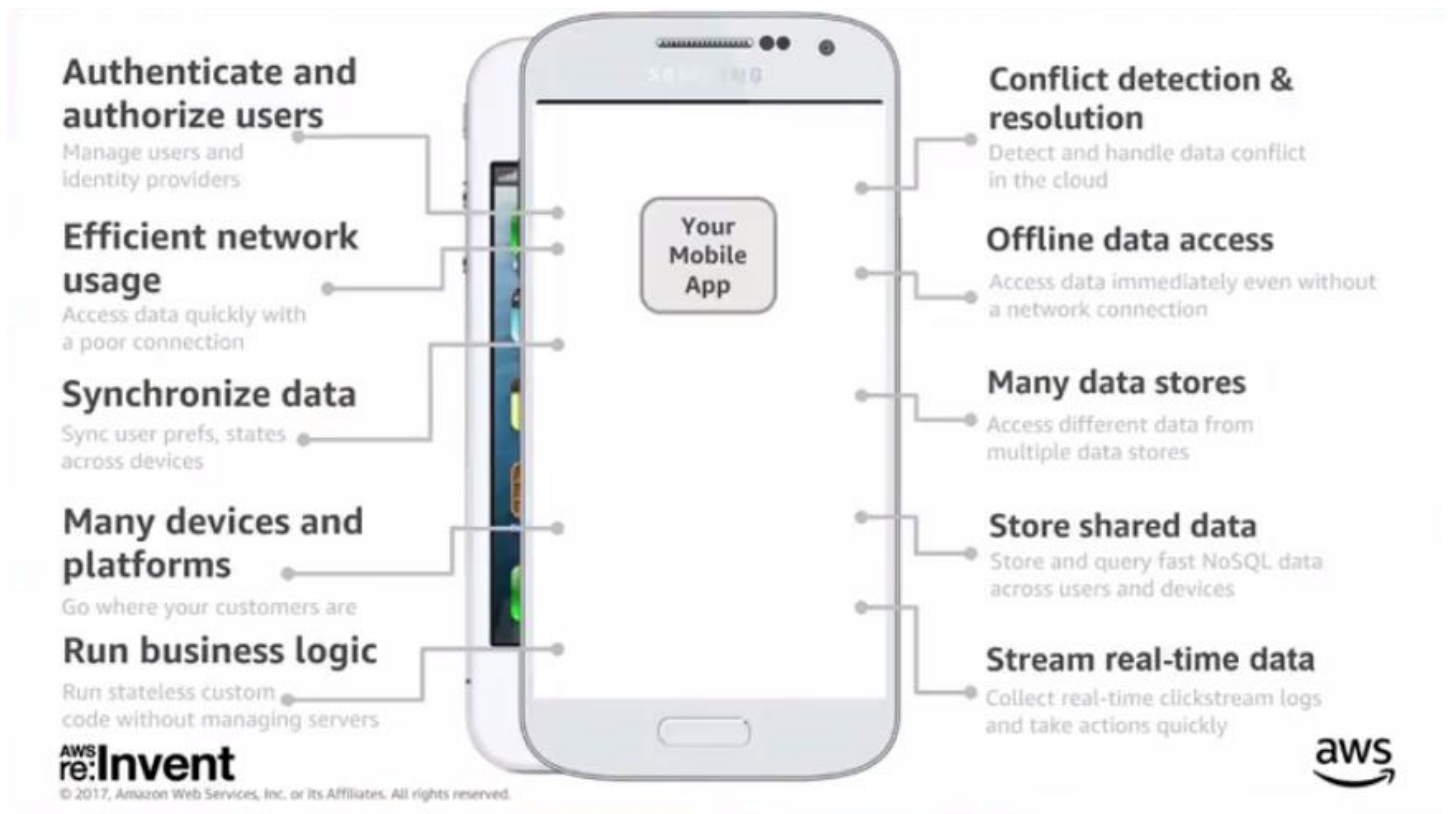 SAMSUNG
Authenticate and
authorize users
Manage users and
identity providers
Efficient network
usage
Access data quickly with
a poor connection
Synchronize data
Sync user prefs, states
across devices
Many devices and
platforms
Go where your customers are
Run business logic
Run stateless custom
code without managing servers
Your
Mobile
App
Conflict detection &
resolution
Detect and handle data conflict
in the cloud
Offline data access
Access data immediately even without
a network connection
Many data stores
Access different data from
multiple data stores
Store shared data
Store and query fast NoSQL data
across users and devices
Stream real-time data
Collect real-time clickstream logs
and take actions quickly
AWS
re:Invent
© 2017, Amazon Web Services, Inc. or its Affiliates. All rights reserved.
aws